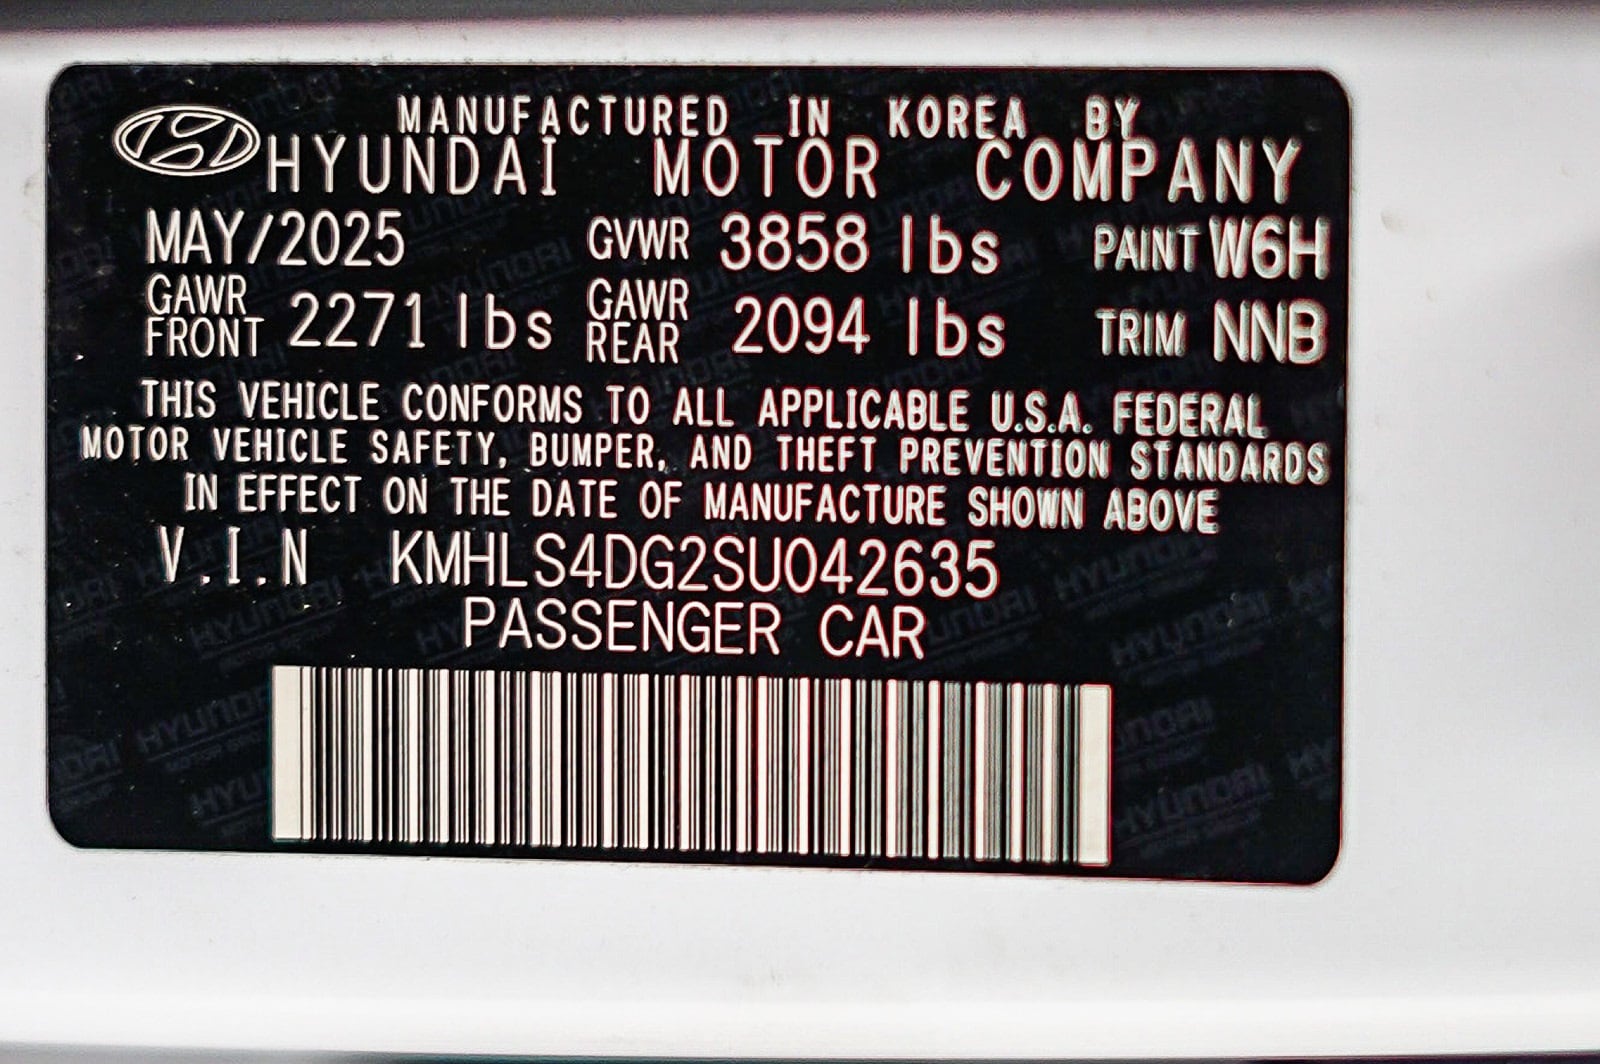 MANUFACTURED IN KOREA BY
HYUNDAI MOTOR COMPANY
MAY/2025 GVWR 3858 lbs PAINT W6H
GAWR FRONT 2271 lbs GAWR REAR 2094 lbs TRIM NNB
THIS VEHICLE CONFORMS TO ALL APPLICABLE U.S.A. FEDERAL
MOTOR VEHICLE SAFETY, BUMPER, AND THEFT PREVENTION STANDARDS
IN EFFECT ON THE DATE OF MANUFACTURE SHOWN ABOVE
V.I.N KMHLS4DG2SU042635
PASSENGER CAR